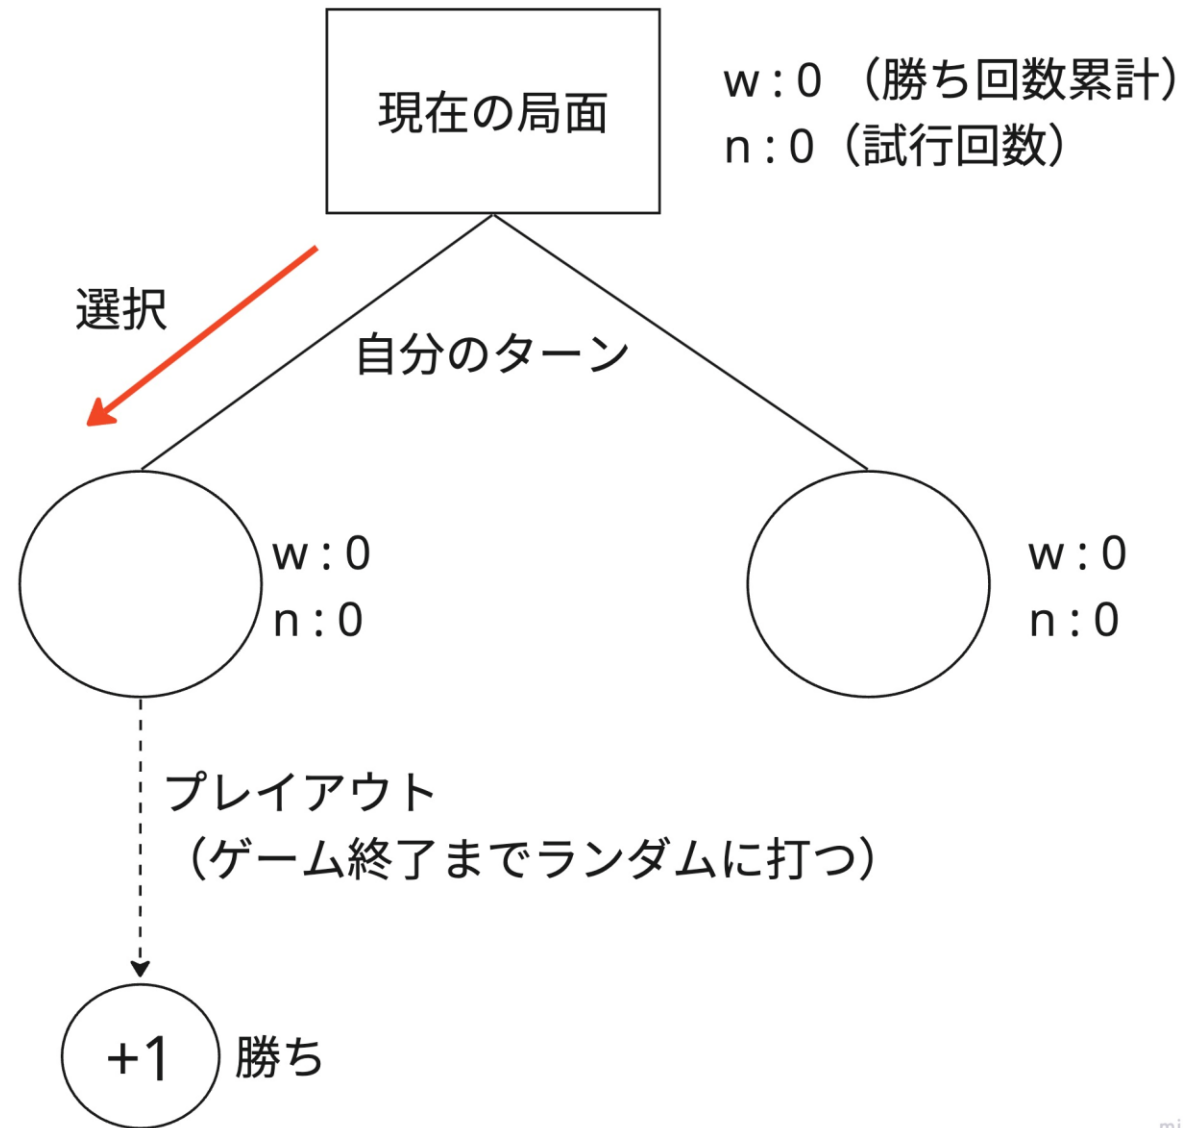 現在の局面
w : 0 （勝ち回数累計）
n : 0（試行回数）
選択
自分のターン
w : 0
n : 0
w : 0
n : 0
プレイアウト
（ゲーム終了までランダムに打つ）
+1
勝ち